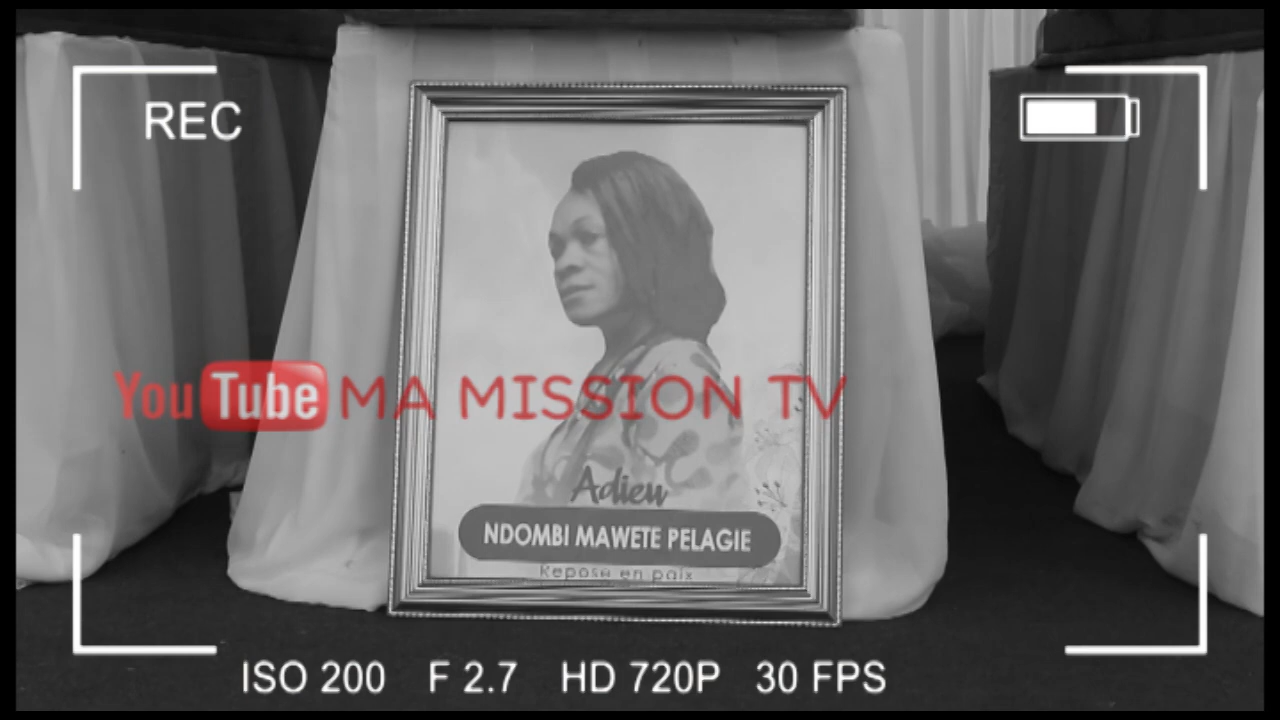 REC
YouTube MA MISSION TV
Adieu
NDOMBI MAWETE PELAGIE
Repose en paix
ISO 200 F 2.7 HD 720P 30 FPS